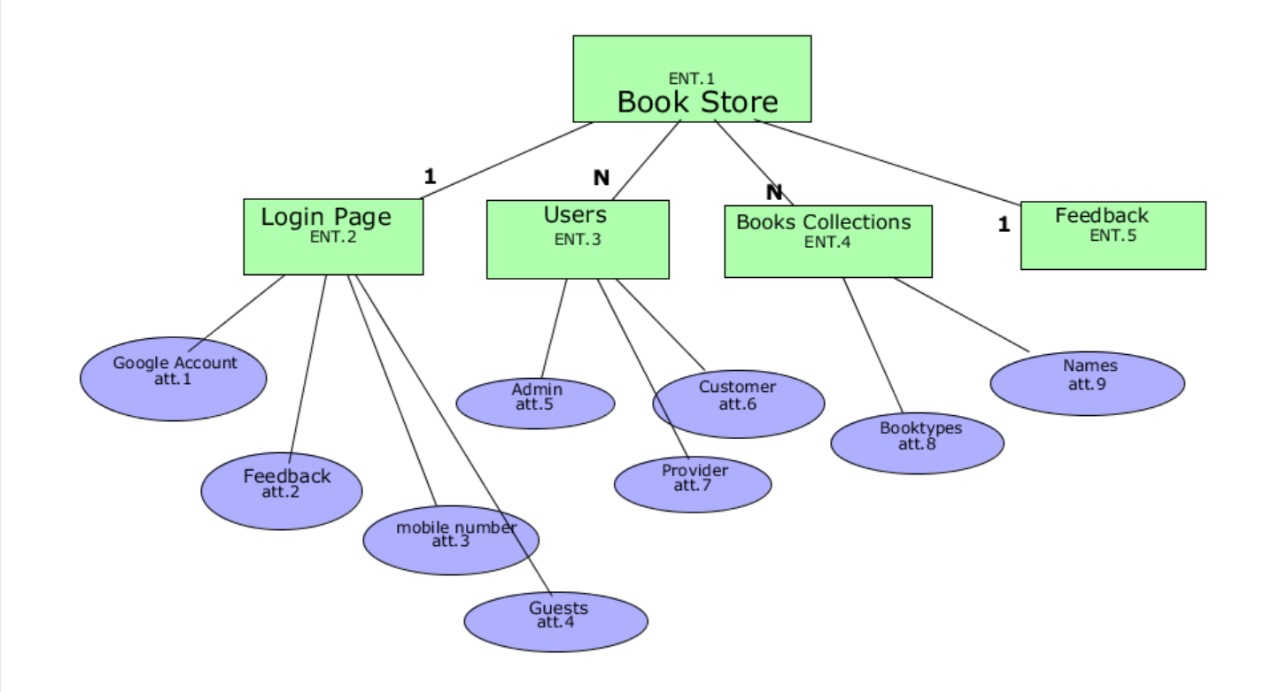 ENT.1
Book Store
1
N
N
1
Login Page
ENT.2
Users
ENT.3
Books Collections
ENT.4
Feedback
ENT.5
Google Account
att.1
Feedback
att.2
mobile number
att.3
Guests
att.4
Admin
att.5
Customer
att.6
Provider
att.7
Booktypes
att.8
Names
att.9